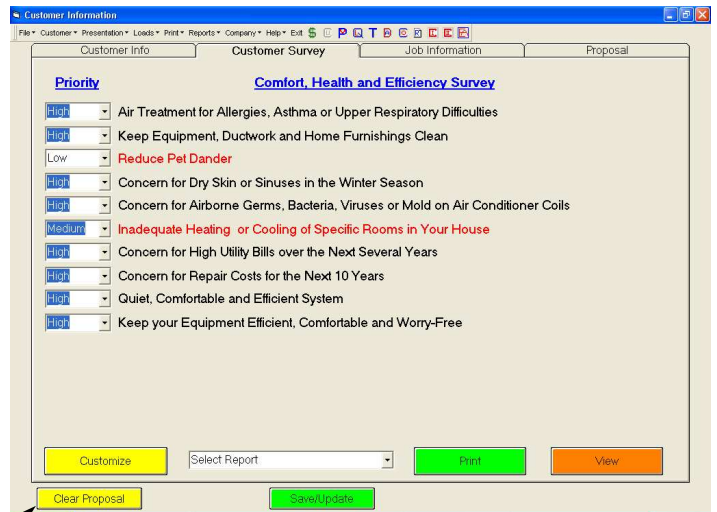 Customer Information
File Customer Presentation Loads Print Reports Company Help Exit $ C P Q T
Customer Info Customer Survey Job Information Proposal
Priority Comfort, Health and Efficiency Survey
High Air Treatment for Allergies, Asthma or Upper Respiratory Difficulties
High Keep Equipment, Ductwork and Home Furnishings Clean
Low Reduce Pet Dander
High Concern for Dry Skin or Sinuses in the Winter Season
High Concern for Airborne Germs, Bacteria, Viruses or Mold on Air Conditioner Coils
Medium Inadequate Heating or Cooling of Specific Rooms in Your House
High Concern for High Utility Bills over the Next Several Years
High Concern for Repair Costs for the Next 10 Years
High Quiet, Comfortable and Efficient System
High Keep your Equipment Efficient, Comfortable and Worry-Free
Customize Select Report Print View
Clear Proposal Save/Update